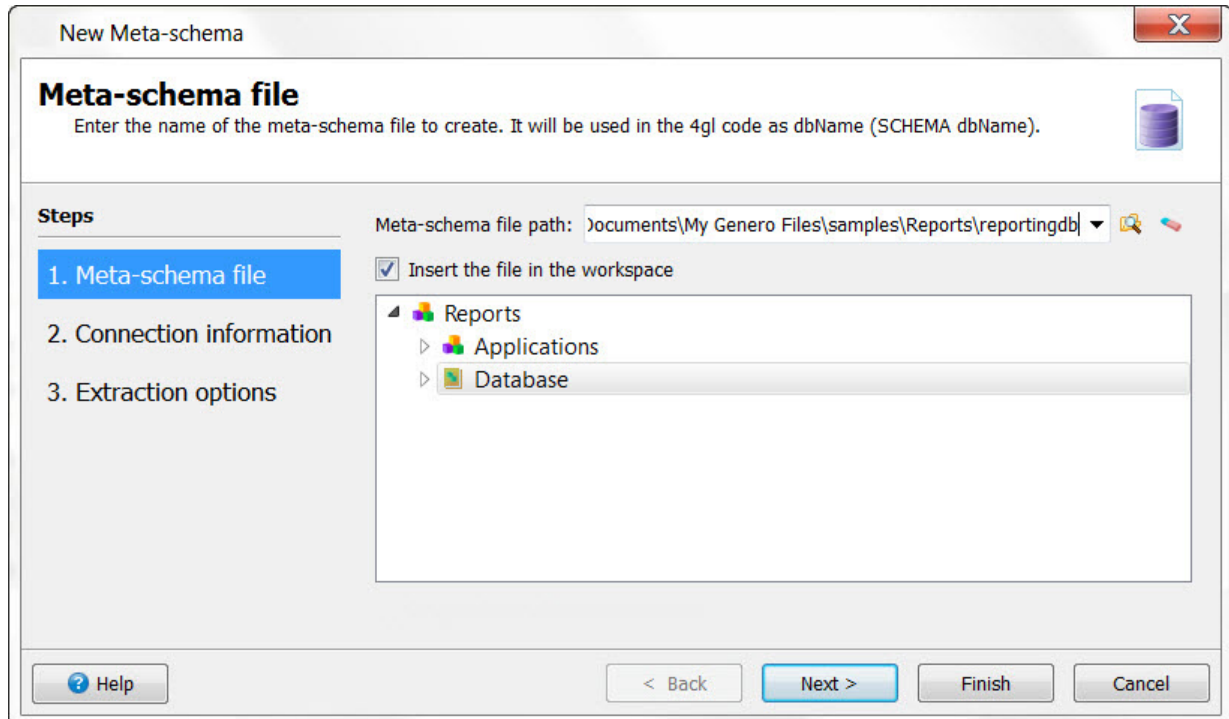 New Meta-schema
Meta-schema file
Enter the name of the meta-schema file to create. It will be used in the 4gl code as dbName (SCHEMA dbName).
Steps
1. Meta-schema file
2. Connection information
3. Extraction options
Meta-schema file path: Documents\My Genero Files\samples\Reports\reportingdb
Insert the file in the workspace
Reports
Applications
Database
Help
< Back
Next >
Finish
Cancel